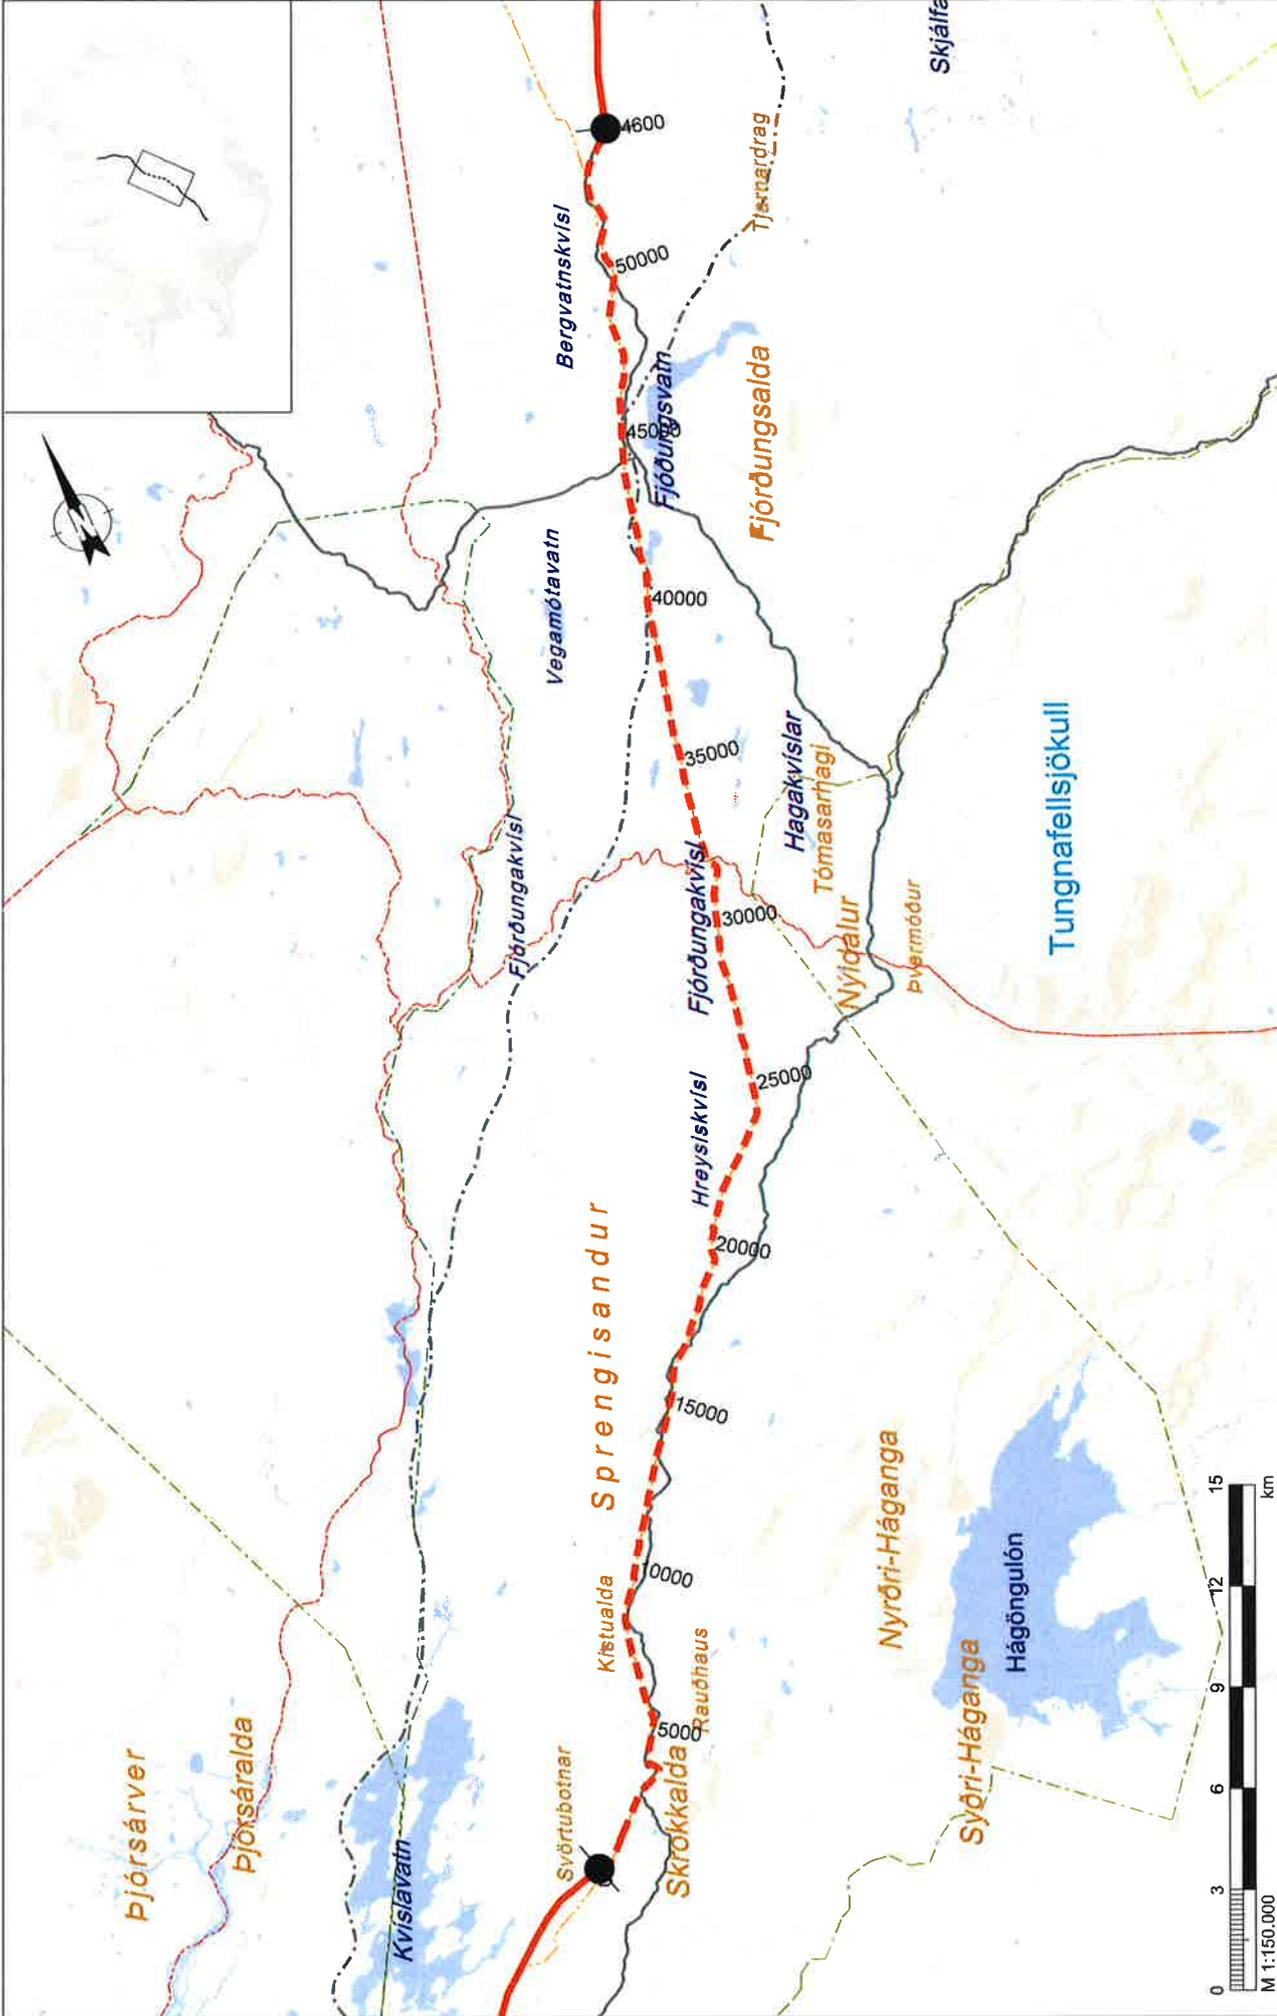 Skjálfa
4600
Tjarnardrag
Bergvatnskvísl
50000
Fjóðungsvatn
45000
Fjórðungsalda
Vegamótavatn
40000
35000
Hagakvíslar
Tómasarhagi
Tungnafellsjökull
Fjórðungakvísl
Fjórðungakvísl
30000
Nýidalur
Þvermóður
25000
Hreysiskvísl
20000
Sprengisandur
15000
Nyrðri-Háganga
Hágöngulón
Kistualda
10000
Rauðhaus
Syðri-Háganga
5000
Skrokkalda
Svörtubotnar
Þjórsárver
Þjórsáralda
Kvíslavatn
0 3 6 9 12 15
M 1:150.000 km